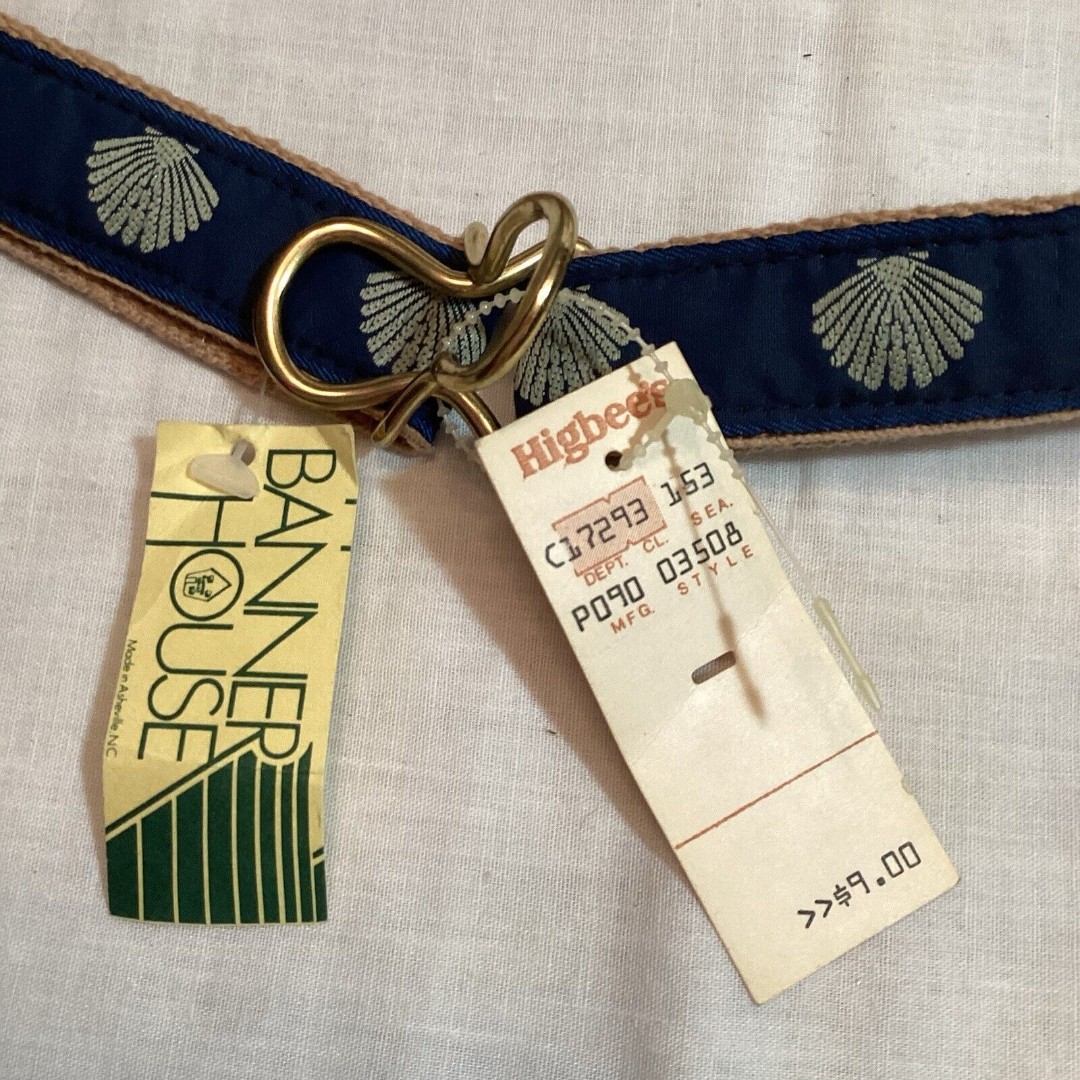 BANNER
HOUSE
Made in Asheville, NC
Higbee's
C17293 153
DEPT. CL. SEA.
P090 03508
MFG. STYLE
>>$9.00